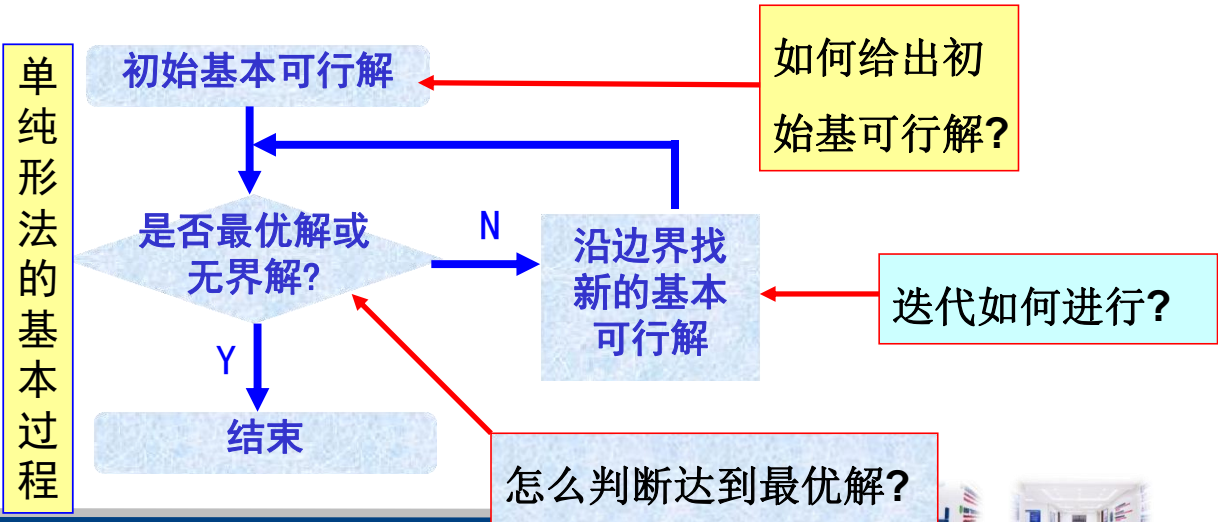 单纯形法的基本过程
初始基本可行解
如何给出初
始基可行解?
是否最优解或
无界解?
N
沿边界找
新的基本
可行解
迭代如何进行?
Y
结束
怎么判断达到最优解?